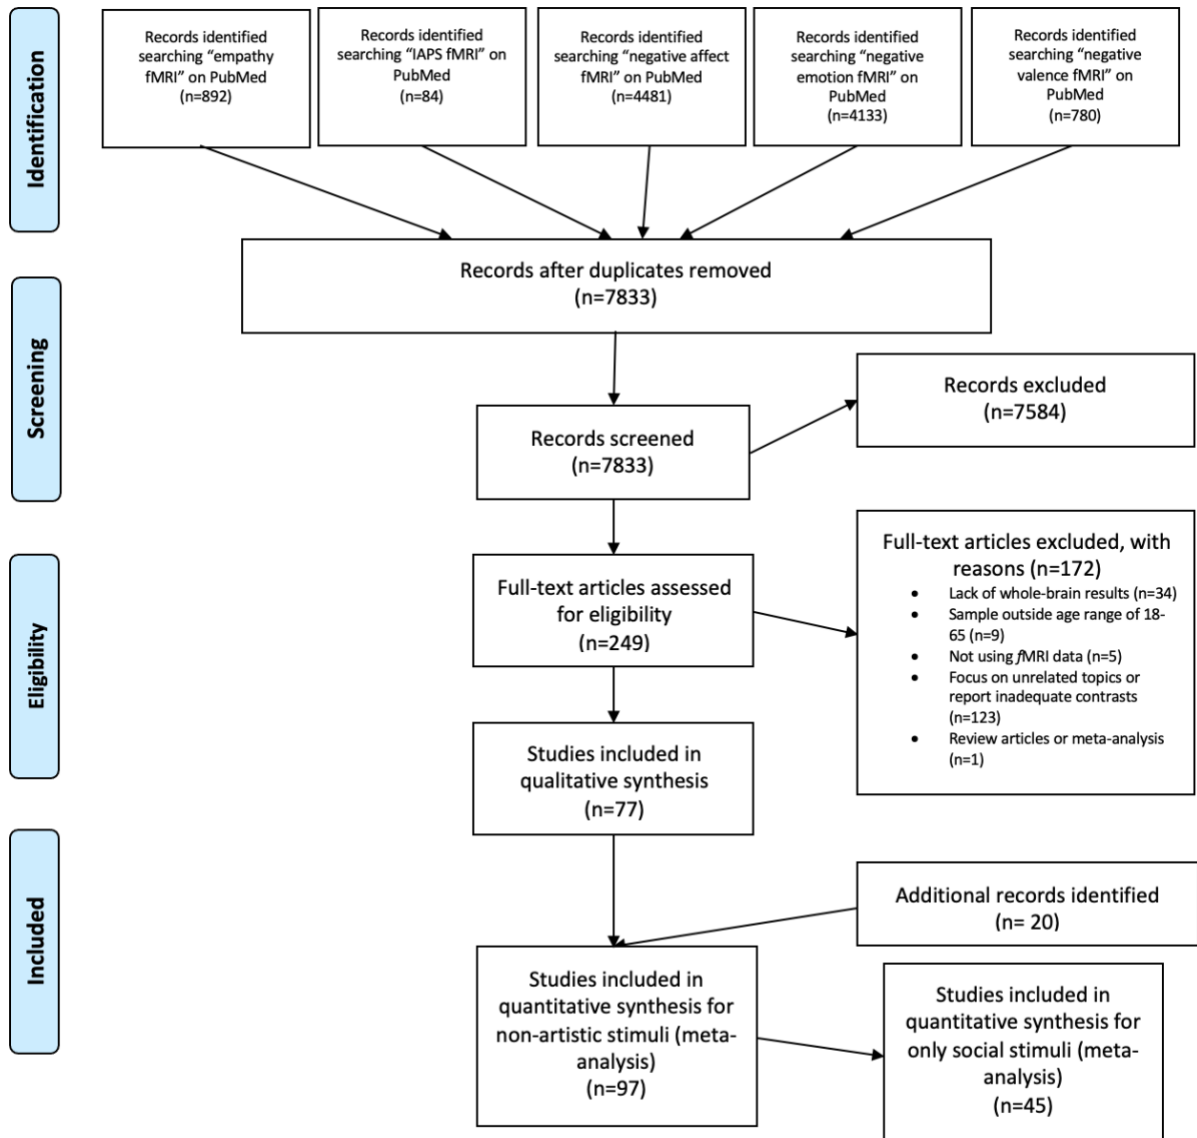 Identification
Records identified
searching “empathy
fMRI” on PubMed
(n=892)
Records identified
searching “IAPS fMRI” on
PubMed
(n=84)
Records identified
searching “negative affect
fMRI” on PubMed
(n=4481)
Records identified
searching “negative
emotion fMRI” on
PubMed
(n=4133)
Records identified
searching “negative
valence fMRI” on
PubMed
(n=780)
Records after duplicates removed
(n=7833)
Screening
Records screened
(n=7833)
Records excluded
(n=7584)
Eligibility
Full-text articles assessed
for eligibility
(n=249)
Full-text articles excluded, with
reasons (n=172)
• Lack of whole-brain results (n=34)
• Sample outside age range of 18-
65 (n=9)
• Not using fMRI data (n=5)
• Focus on unrelated topics or
report inadequate contrasts
(n=123)
• Review articles or meta-analysis
(n=1)
Studies included in
qualitative synthesis
(n=77)
Included
Additional records identified
(n= 20)
Studies included in
quantitative synthesis for
non-artistic stimuli (meta-
analysis)
(n=97)
Studies included in
quantitative synthesis for
only social stimuli (meta-
analysis)
(n=45)